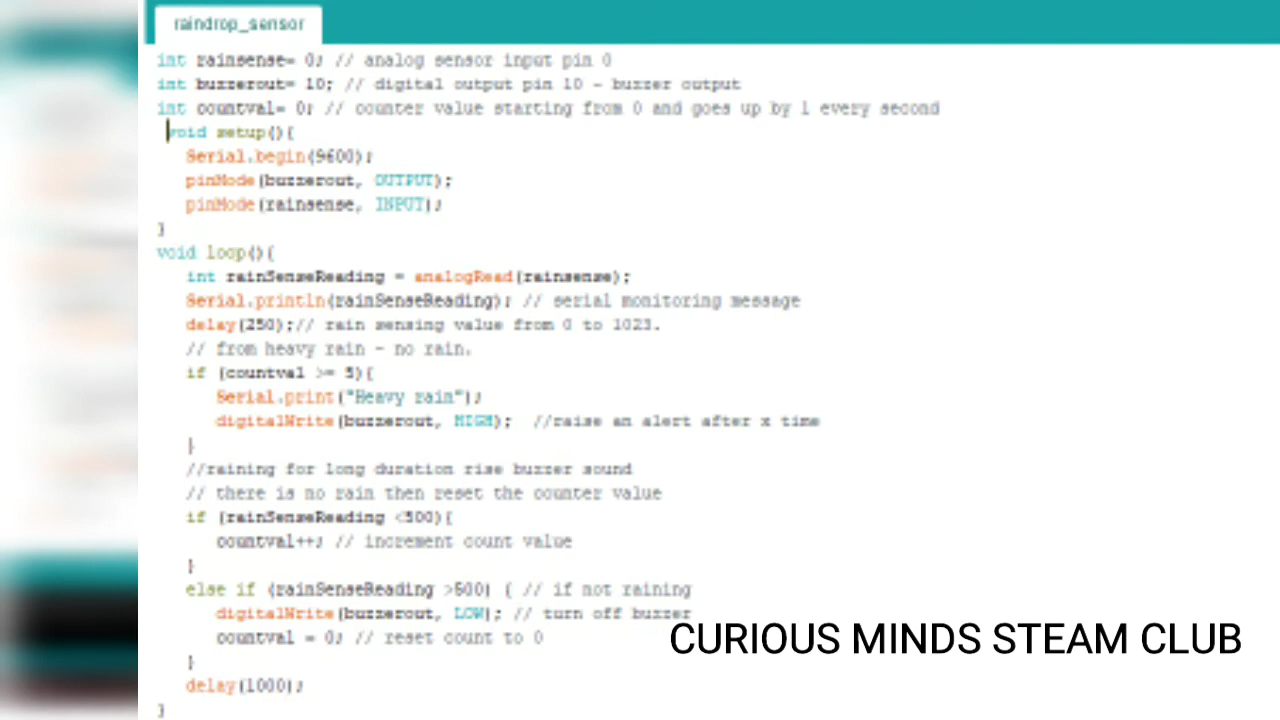 raindrop_sensor
int rainsense= 0; // analog sensor input pin 0
int buzzerout= 10; // digital output pin 10 - buzzer output
int countval= 0; // counter value starting from 0 and goes up by 1 every second
void setup(){
Serial.begin(9600);
pinMode(buzzerout, OUTPUT);
pinMode(rainsense, INPUT);
}
void loop(){
int rainSenseReading = analogRead(rainsense);
Serial.println(rainSenseReading); // serial monitoring message
delay(250);// rain sensing value from 0 to 1023.
// from heavy rain - no rain.
if (countval >= 5){
Serial.print("Heavy rain");
digitalWrite(buzzerout, HIGH);  //raise an alert after x time
}
//raining for long duration rise buzzer sound
// there is no rain then reset the counter value
if (rainSenseReading <500){
countval++; // increment count value
}
else if (rainSenseReading >500) { // if not raining
digitalWrite(buzzerout, LOW); // turn off buzzer
countval = 0; // reset count to 0
}
delay(1000);
}
CURIOUS MINDS STEAM CLUB